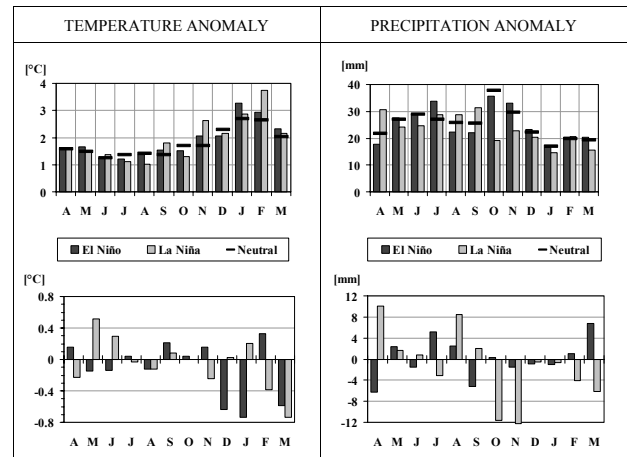 TEMPERATURE ANOMALY
[°C]
4
3
2
1
0
A M J J A S O N D J F M
El Niño La Niña Neutral
[°C]
0.8
0.4
0
-0.4
-0.8
A M J J A S O N D J F M
PRECIPITATION ANOMALY
[mm]
40
30
20
10
0
A M J J A S O N D J F M
El Niño La Niña Neutral
[mm]
12
8
4
0
-4
-8
-12
A M J J A S O N D J F M